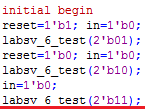 initial begin
reset=1'b1; in=1'b0;
labsv_6_test(2'b01);
reset=1'b0; in=1'b0;
labsv_6_test(2'b10);
in=1'b0;
labsv_6_test(2'b11);